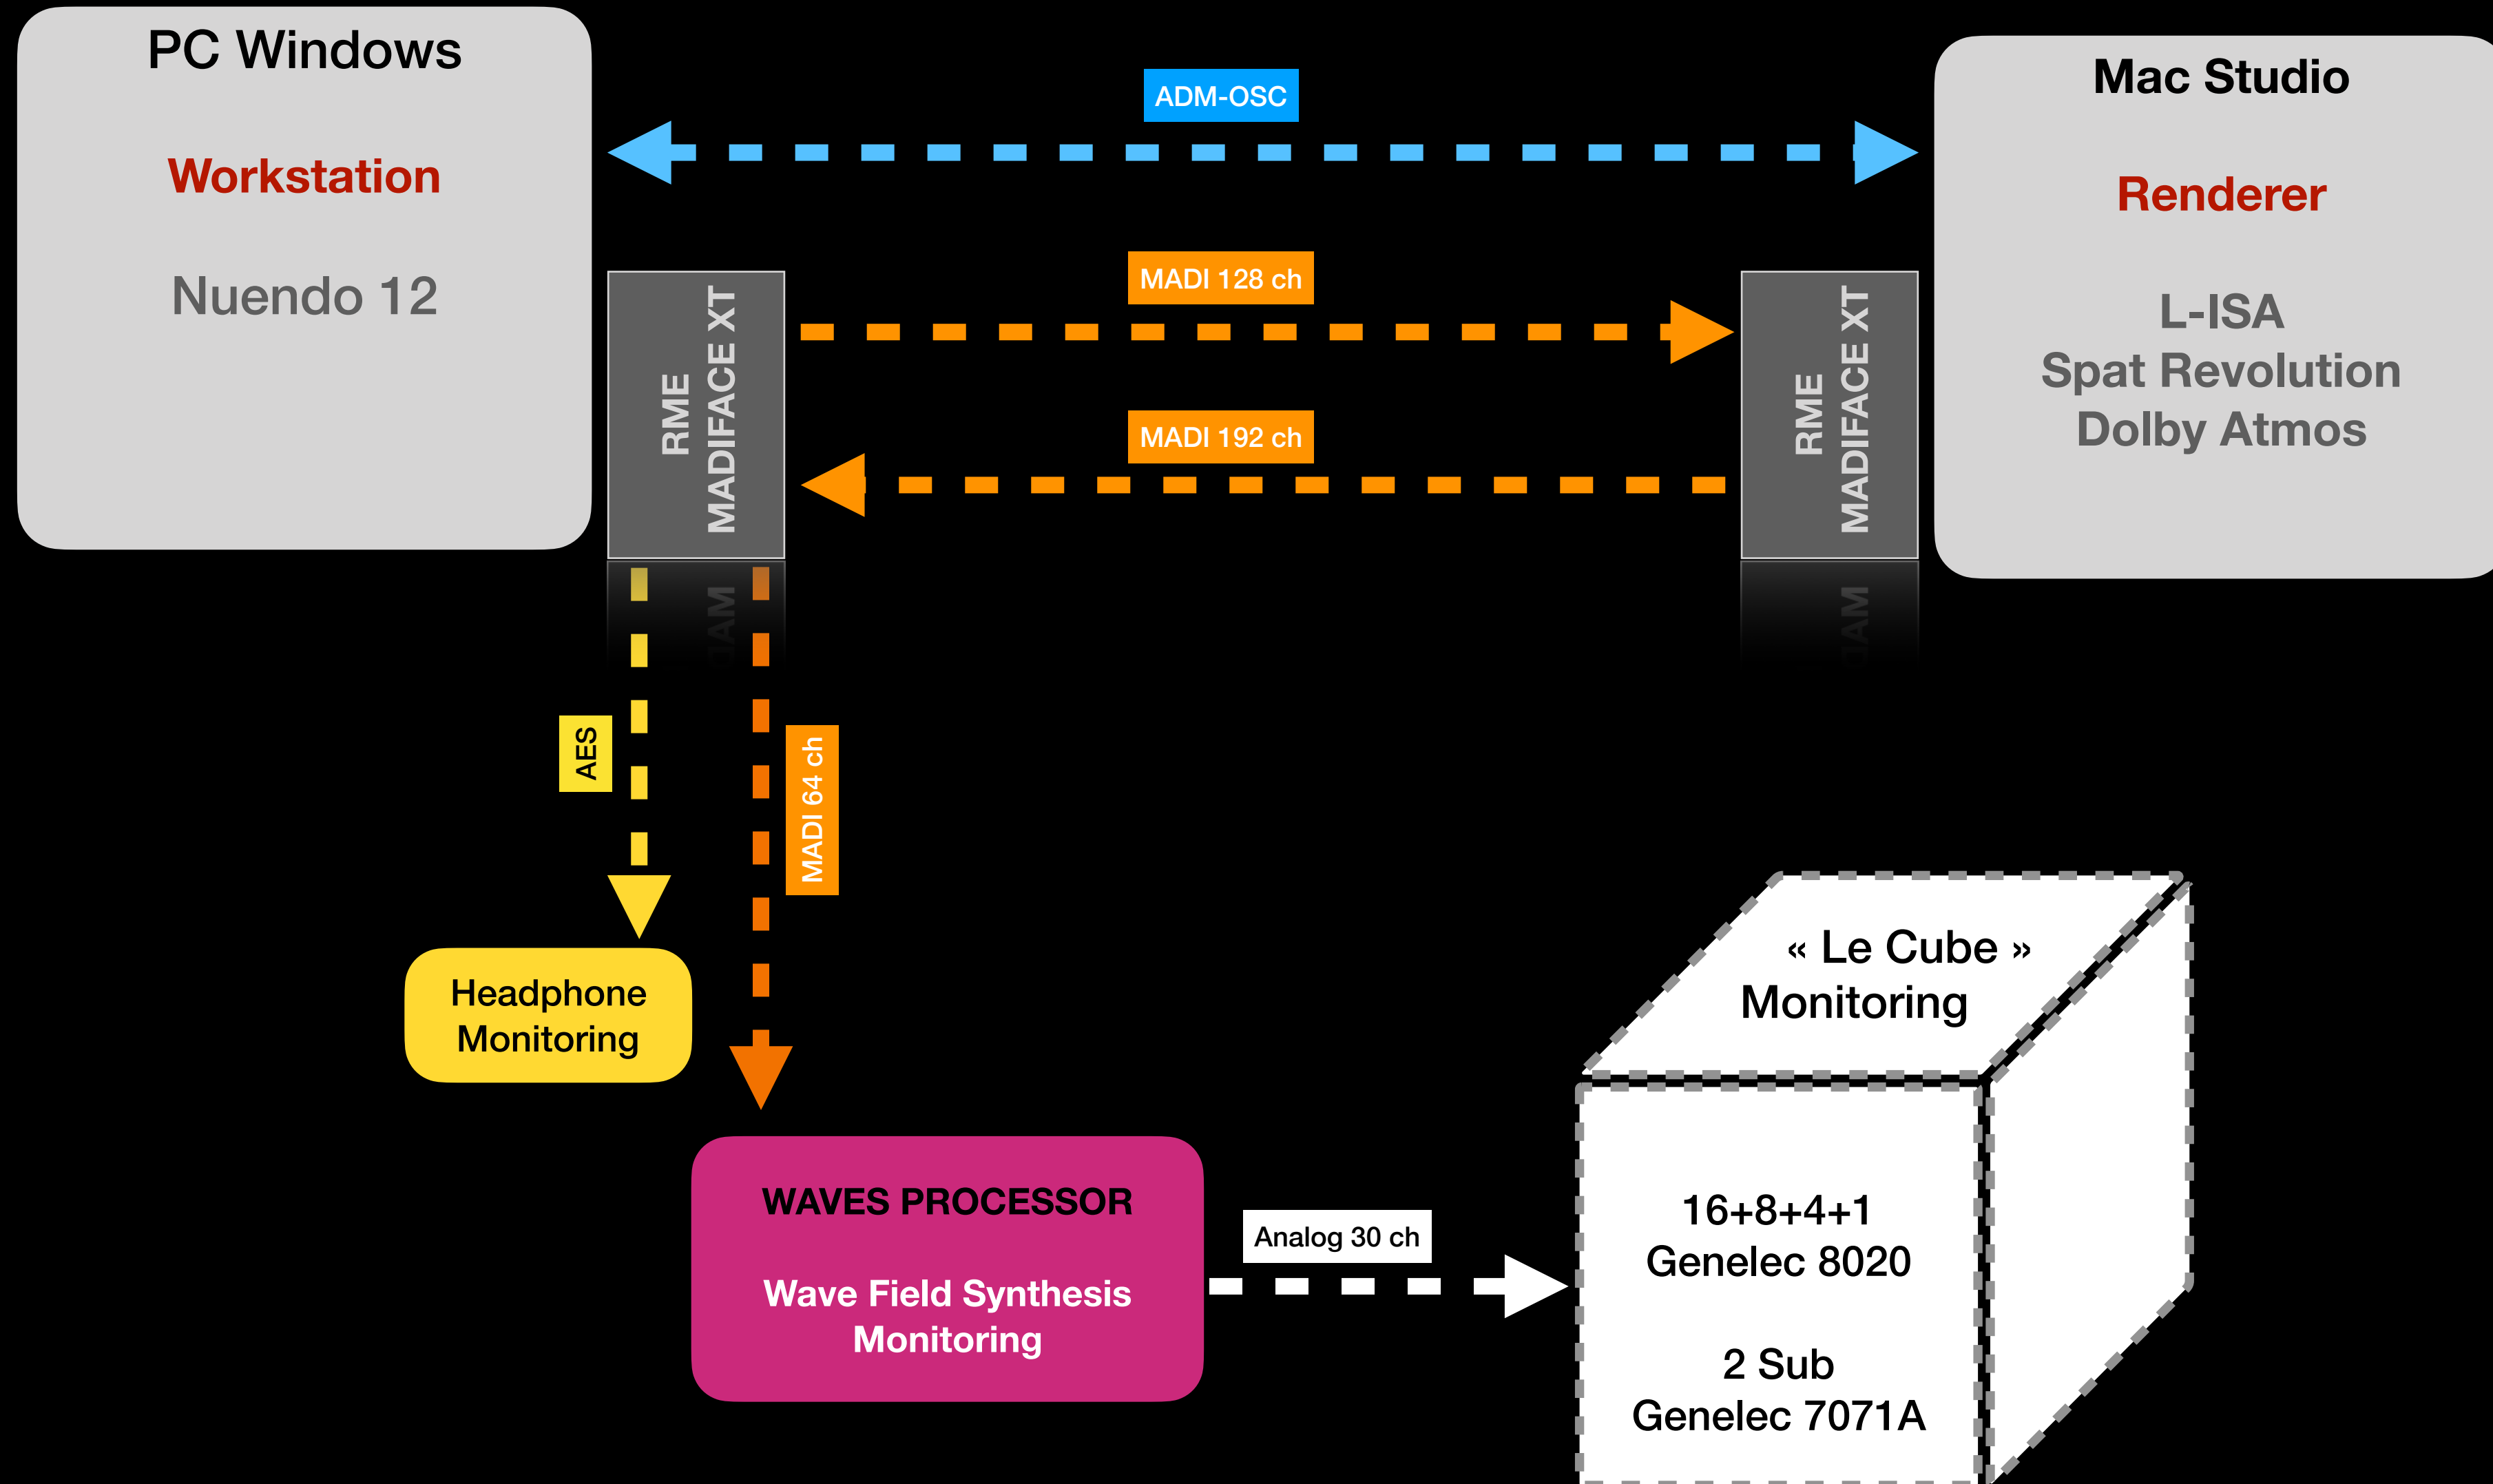 PC Windows
Workstation
Nuendo 12
ADM-OSC
Mac Studio
Renderer
L-ISA
Spat Revolution
Dolby Atmos
RME
MADIFACE XT
MADI 128 ch
MADI 192 ch
RME
MADIFACE XT
AES
MADI 64 ch
Headphone
Monitoring
WAVES PROCESSOR
Wave Field Synthesis
Monitoring
Analog 30 ch
« Le Cube »
Monitoring
16+8+4+1
Genelec 8020
2 Sub
Genelec 7071A